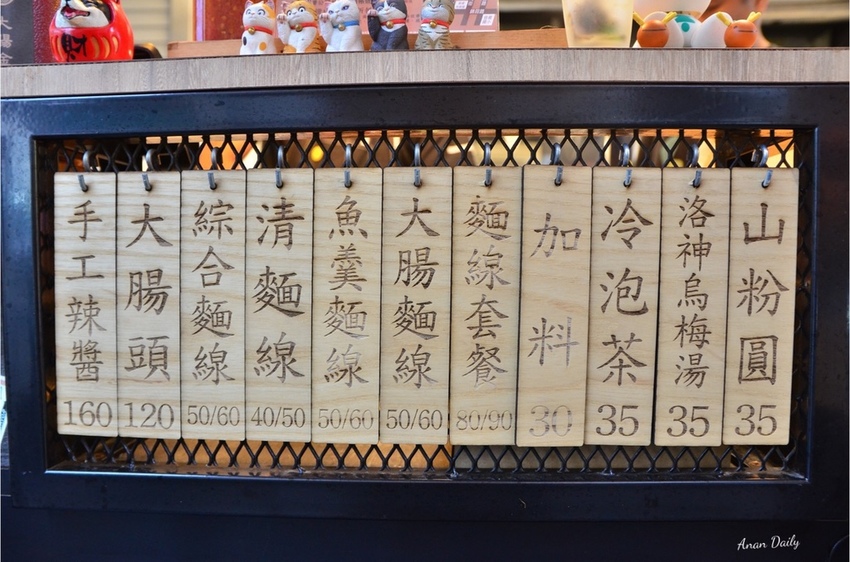 財
手工辣醬 160
大腸頭 120
綜合麵線 50/60
清麵線 40/50
魚羹麵線 50/60
大腸麵線 50/60
麵線套餐 80/90
加料 30
冷泡茶 35
洛神烏梅湯 35
山粉圓 35
Anan Daily